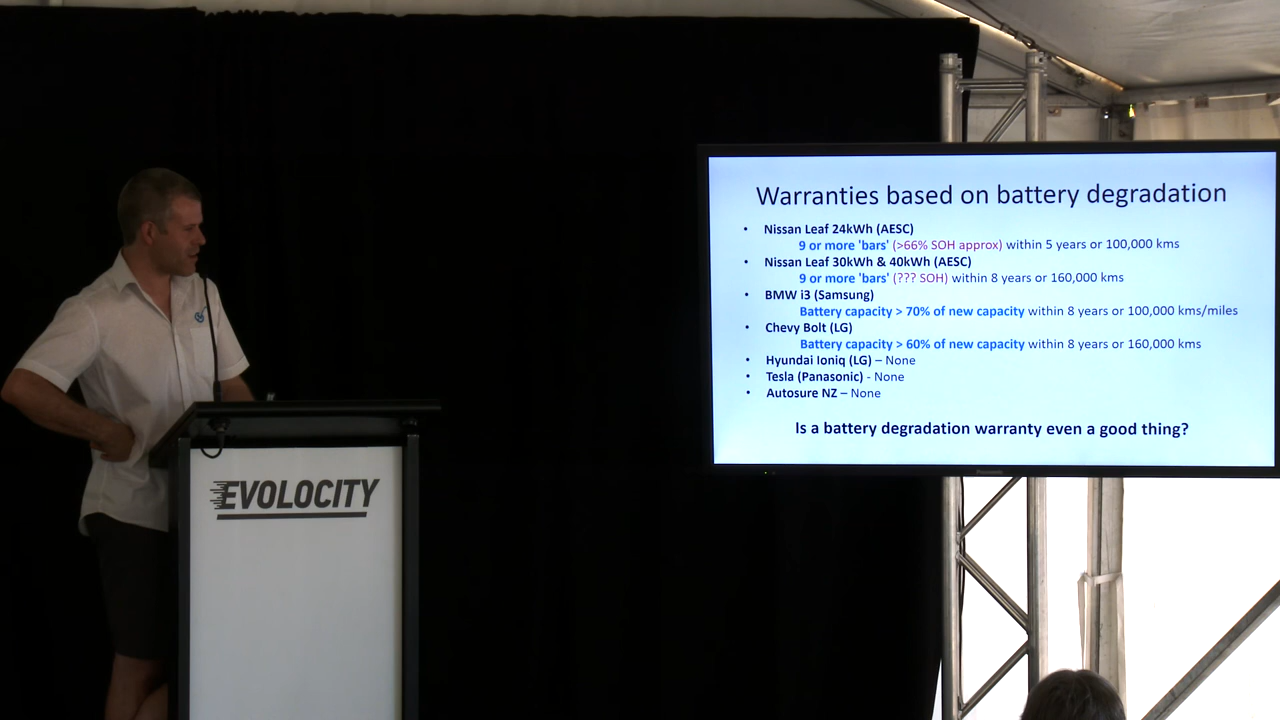 Warranties based on battery degradation
• Nissan Leaf 24kWh (AESC)
9 or more 'bars' (>66% SOH approx) within 5 years or 100,000 kms
• Nissan Leaf 30kWh & 40kWh (AESC)
9 or more 'bars' (??? SOH) within 8 years or 160,000 kms
• BMW i3 (Samsung)
Battery capacity > 70% of new capacity within 8 years or 100,000 kms/miles
• Chevy Bolt (LG)
Battery capacity > 60% of new capacity within 8 years or 160,000 kms
• Hyundai Ioniq (LG) – None
• Tesla (Panasonic) - None
• Autosure NZ – None
Is a battery degradation warranty even a good thing?
Panasonic
EVOLOCITY